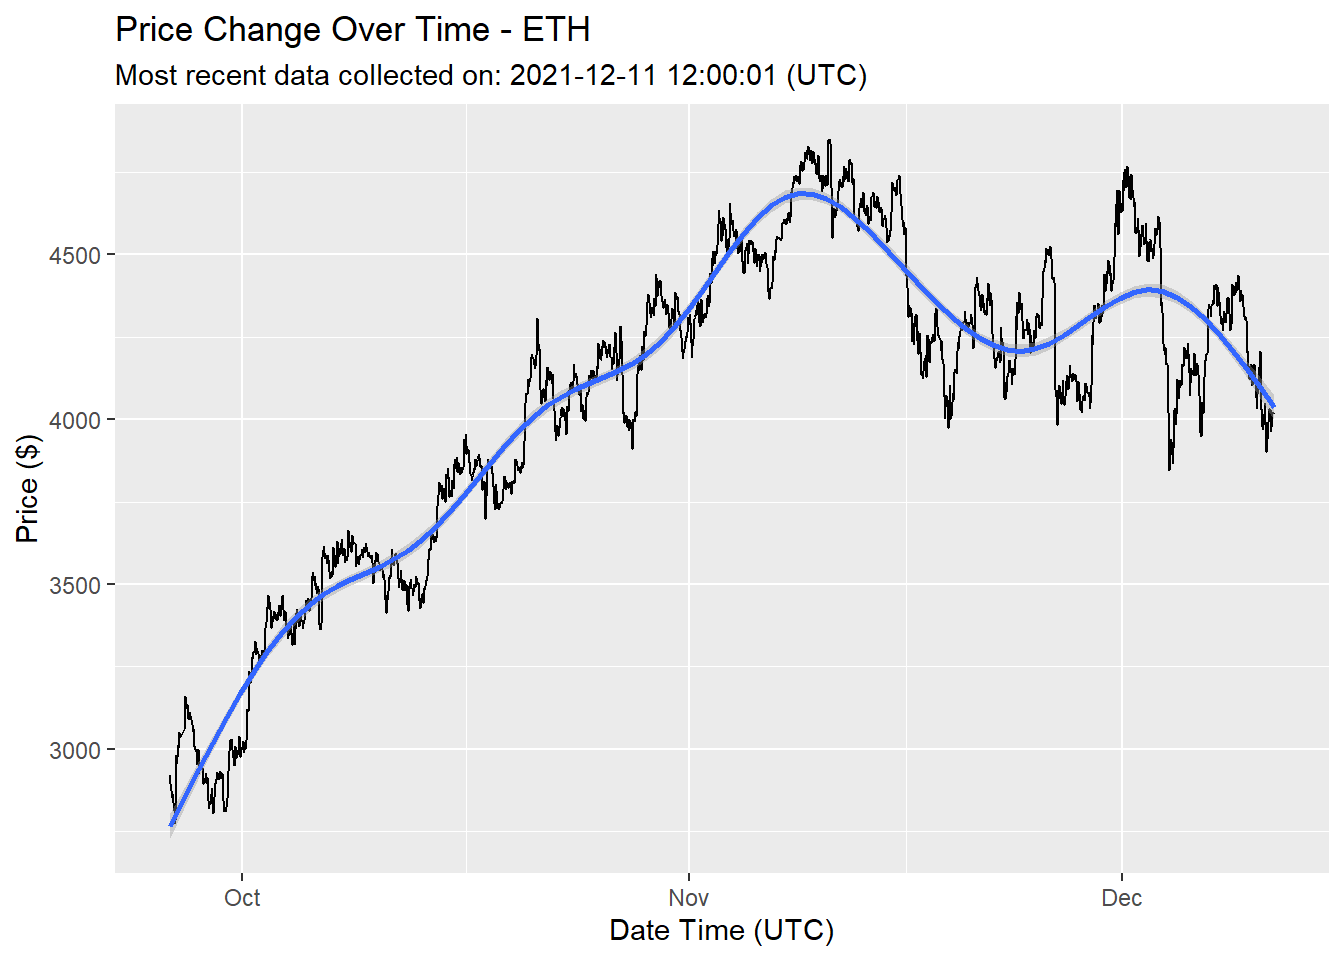 Price Change Over Time - ETH
Most recent data collected on: 2021-12-11 12:00:01 (UTC)
Price ($)
4500
4000
3500
3000
Oct
Nov
Dec
Date Time (UTC)